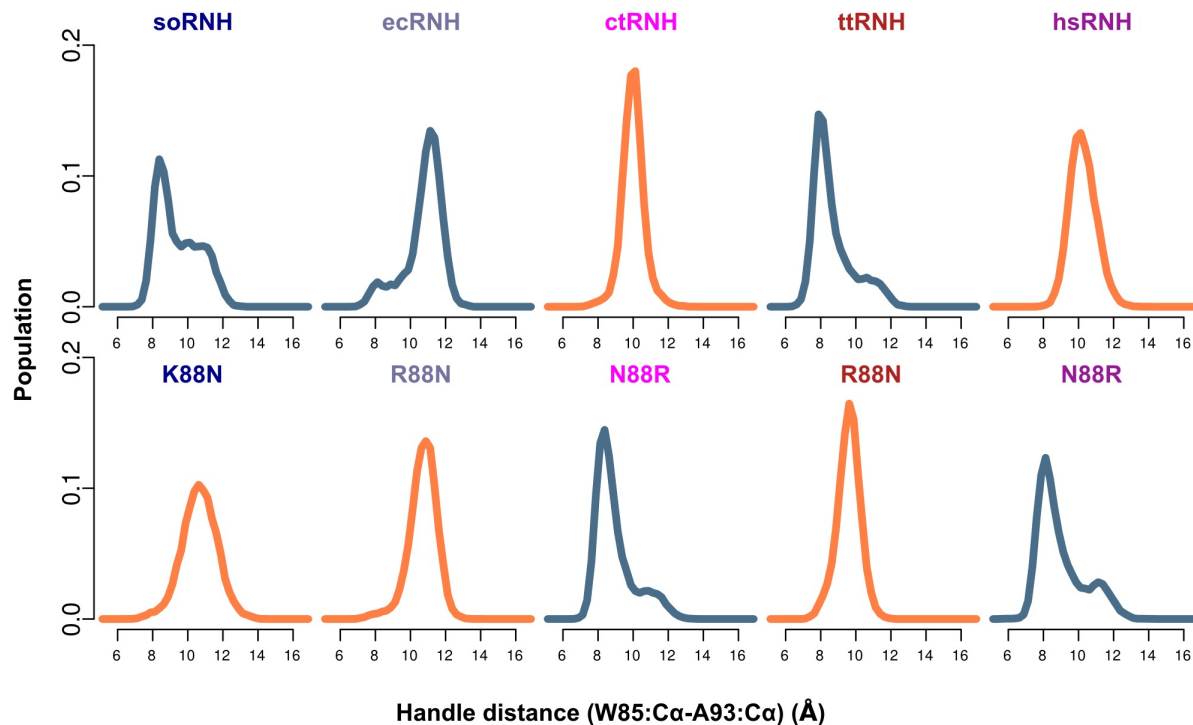 soRNH ecRNH ctRNH ttRNH hsRNH
0.2
0.1
0.0
6 8 10 12 14 16 6 8 10 12 14 16 6 8 10 12 14 16 6 8 10 12 14 16 6 8 10 12 14 16
Population
K88N R88N N88R R88N N88R
0.2
0.1
0.0
6 8 10 12 14 16 6 8 10 12 14 16 6 8 10 12 14 16 6 8 10 12 14 16 6 8 10 12 14 16
Handle distance (W85:Cα-A93:Cα) (Å)